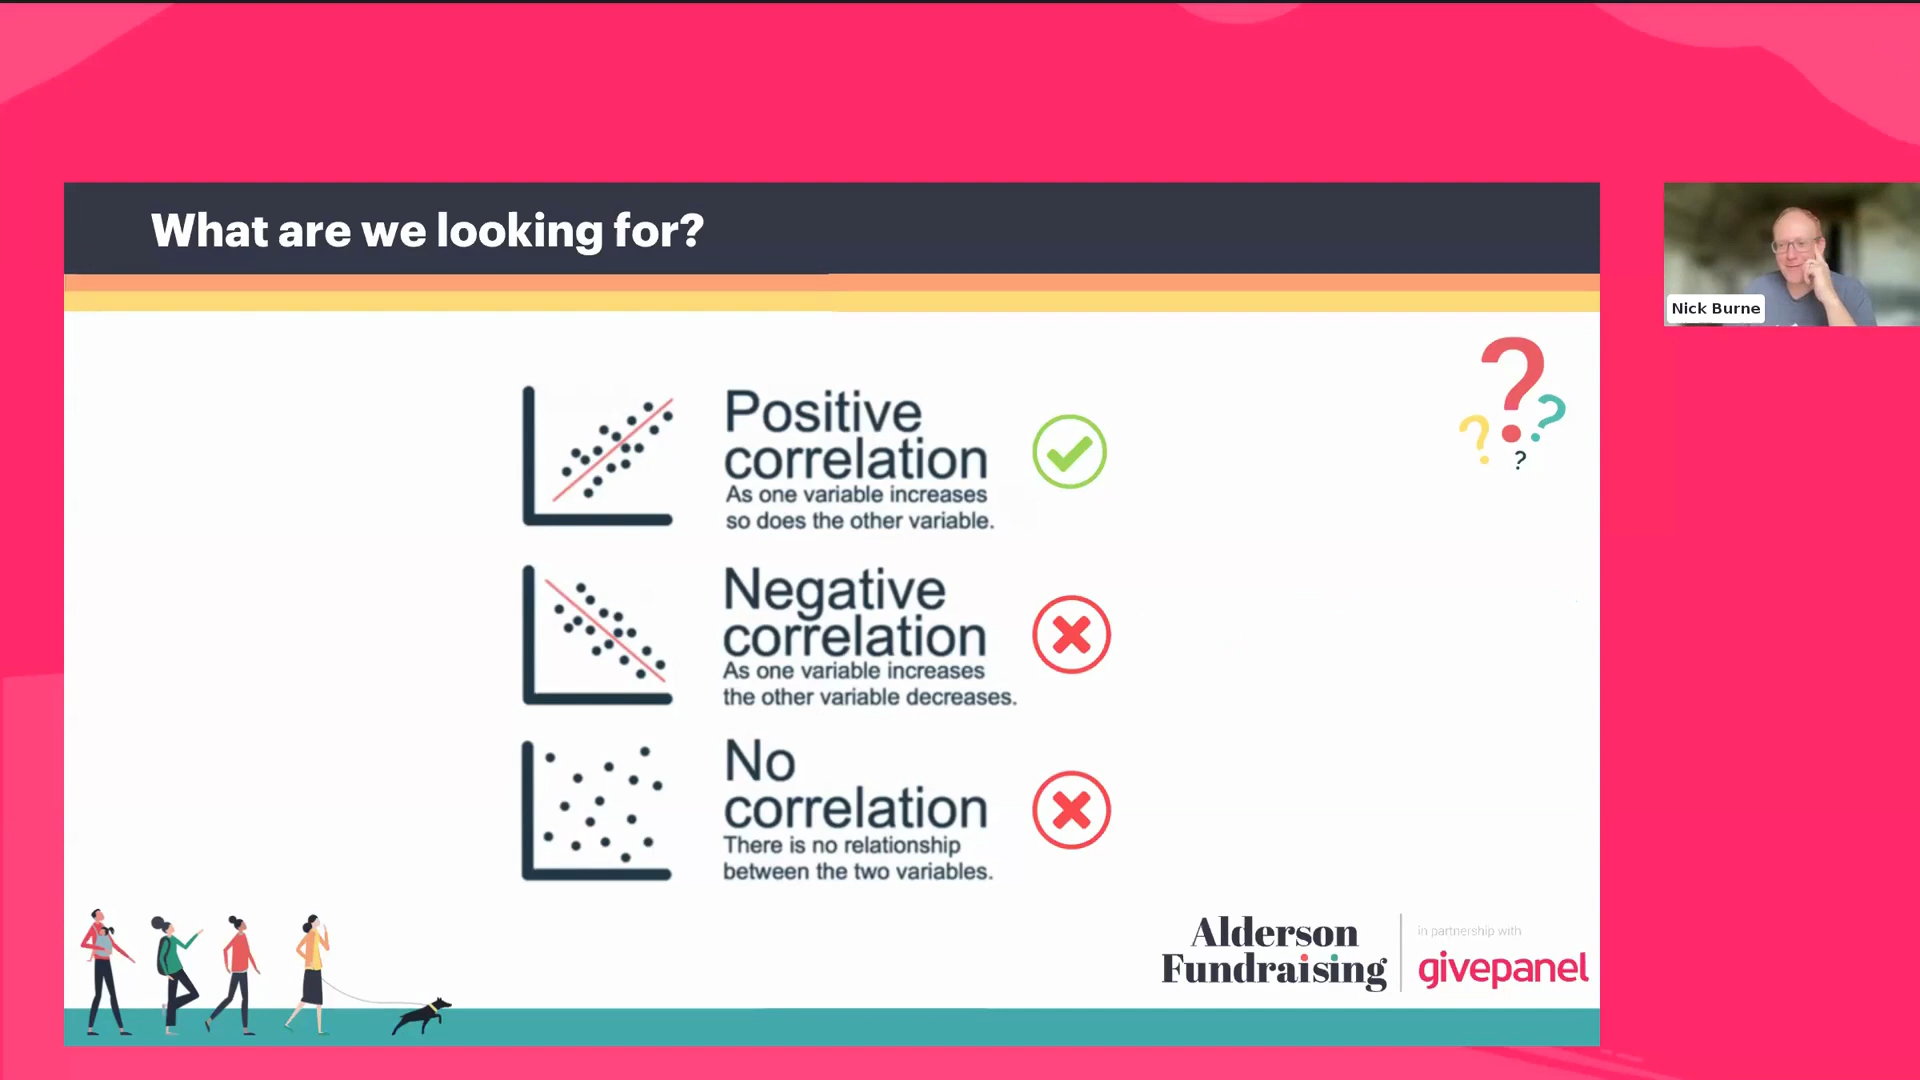 What are we looking for?
Nick Burne
?
?
?
?
Positive
correlation
As one variable increases
so does the other variable.
Negative
correlation
As one variable increases
the other variable decreases.
No
correlation
There is no relationship
between the two variables.
Alderson
Fundraising
in partnership with
givepanel